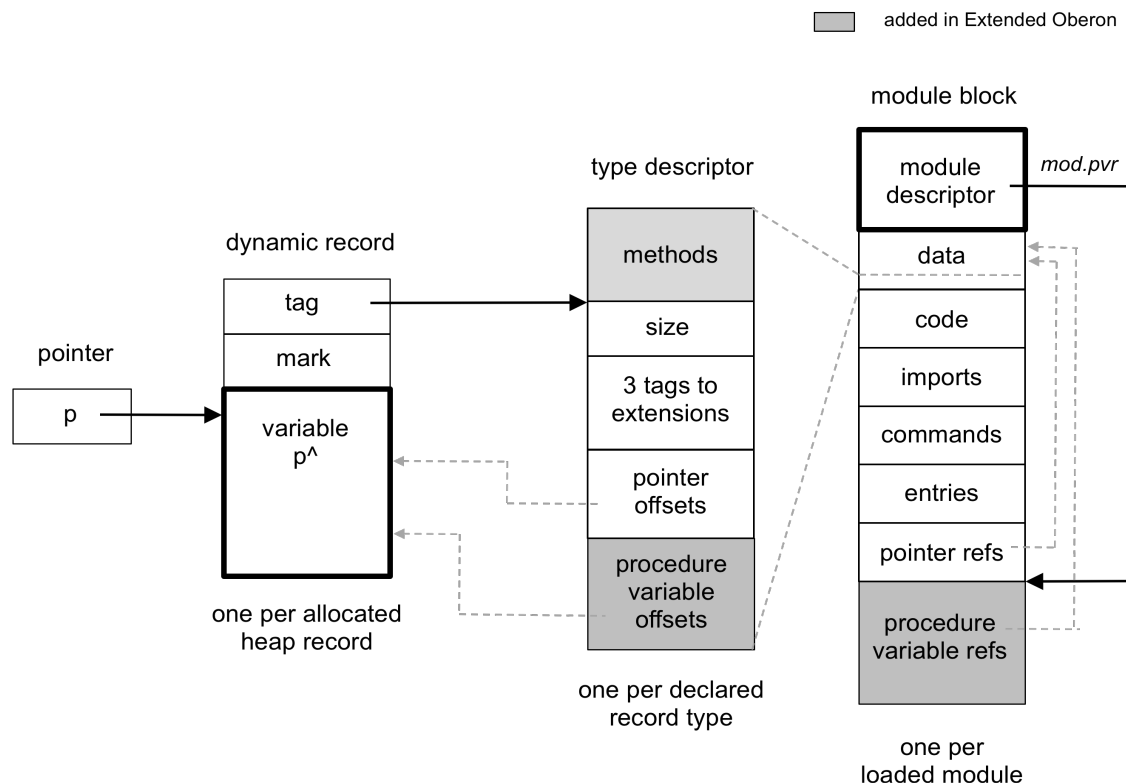 added in Extended Oberon
module block
module
descriptor
mod.pvr
type descriptor
dynamic record
methods
data
tag
size
code
pointer
mark
3 tags to
extensions
imports
p
variable
p^
commands
pointer
offsets
entries
pointer refs
procedure
variable
offsets
one per allocated
heap record
procedure
variable refs
one per declared
record type
one per
loaded module